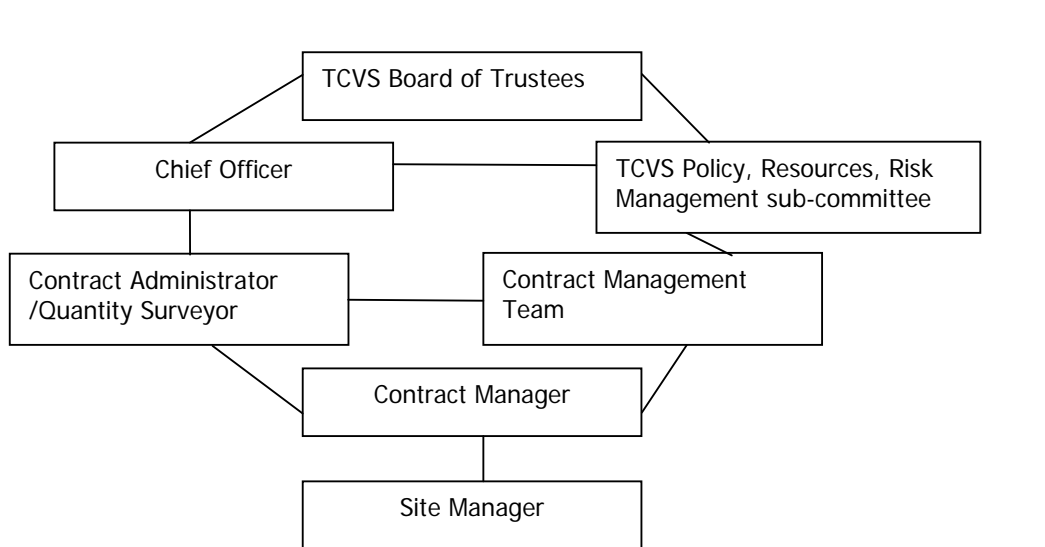 TCVS Board of Trustees
Chief Officer
TCVS Policy, Resources, Risk
Management sub-committee
Contract Administrator
/Quantity Surveyor
Contract Management
Team
Contract Manager
Site Manager